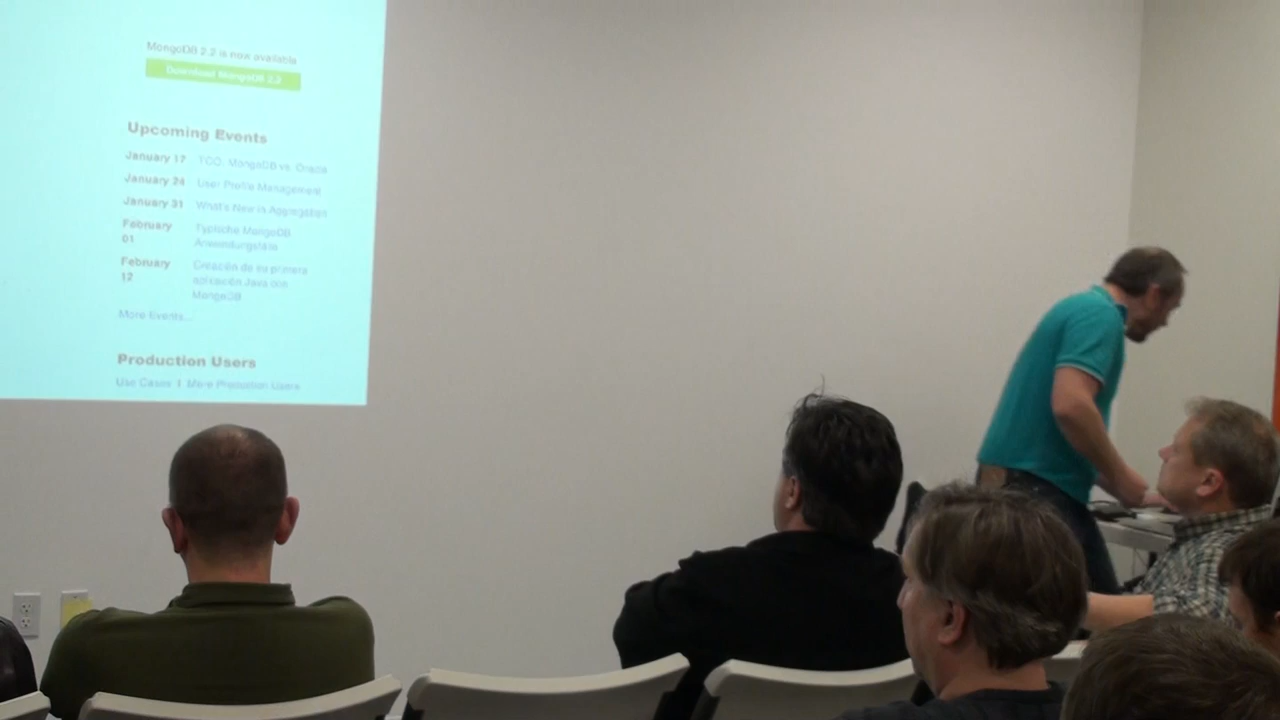 MongoDB 2.2 is now available
Download MongoDB 2.2
Upcoming Events
January 17 TCO: MongoDB vs. Oracle
January 24 User Profile Management
January 31 What's New in Aggregation
February 01 Typische MongoDB
Anwendungsfälle
February 12 Creación de su primera
aplicación Java con
MongoDB
More Events...
Production Users
Use Cases | More Production Users